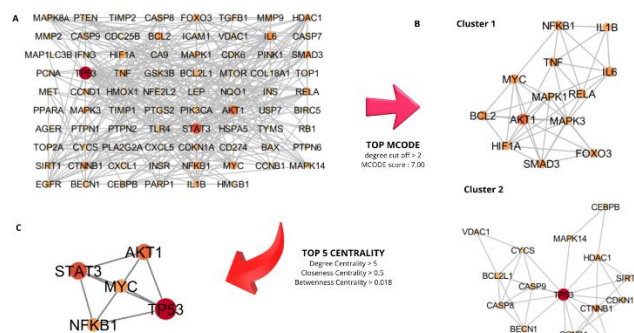 A
MAPK8A PTEN TIMP2 CASP8 FOXO3 TGFB1 MMP9 HDAC1
MMP2 CASP9 CDC25B BCL2 ICAM1 VDAC1 IL6 CASP7
MAP1LC3B IFNG HIF1A CA9 MAPK1 CDK6 PINK1 SMAD3
PCNA TP53 TNF GSK3B BCL2L1 MTOR COL18A1 TOP1
MET CCND1 HMOX1 NFE2L2 LEP NQO1 INS RELA
PPARA MAPK3 TIMP1 PTGS2 PIK3CA AKT1 USP7 BIRC5
AGER PTPN1 PTPN2 TLR4 STAT3 HSPA5 TYMS RB1
TOP2A CYCS PLA2G2A CXCL5 CDKN1A CD274 BAX PTPN6
SIRT1 CTNNB1 CXCL1 INSR NFKB1 MYC CCNB1 MAPK14
EGFR BECN1 CEBPB PARP1 IL1B HMGB1
TOP MCODE
degree cut off > 2
MCODE score : 7.00
B
Cluster 1
NFKB1
IL1B
TNF
IL6
MYC
MAPK1
RELA
BCL2
AKT1
MAPK3
HIF1A
FOXO3
SMAD3
Cluster 2
CEBPB
VDAC1
MAPK14
CYCS
HDAC1
BCL2L1
SIRT
CASP9
TP53
CDKN1
CASP8
CTNNB1
BECN1
TOP 5 CENTRALITY
Degree Centrality > 5
Closeness Centrality > 0.5
Betwenness Centrality > 0.018
C
AKT1
STAT3
MYC
TP53
NFKB1